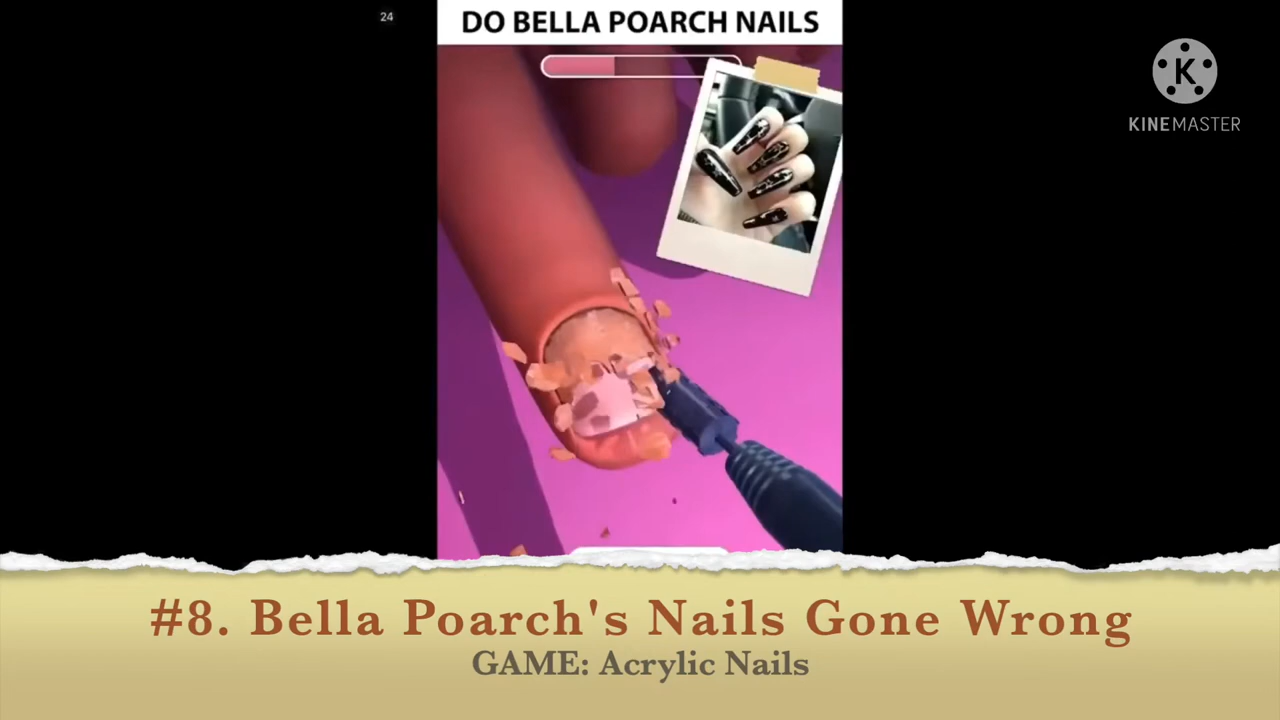 24
DO BELLA POARCH NAILS
K
KINEMASTER
#8. Bella Poarch's Nails Gone Wrong
GAME: Acrylic Nails